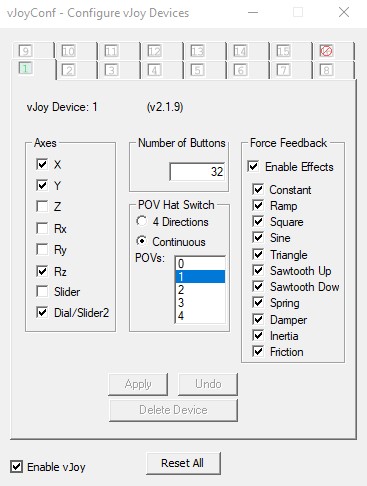 vJoyConf - Configure vJoy Devices
9 10 11 12 13 14 15
1 2 3 4 5 6 7 8
vJoy Device: 1 (v2.1.9)
Axes
X
Y
Z
Rx
Ry
Rz
Slider
Dial/Slider2
Number of Buttons
32
POV Hat Switch
4 Directions
Continuous
POVs:
0
1
2
3
4
Force Feedback
Enable Effects
Constant
Ramp
Square
Sine
Triangle
Sawtooth Up
Sawtooth Dow
Spring
Damper
Inertia
Friction
Apply Undo
Delete Device
Enable vJoy
Reset All